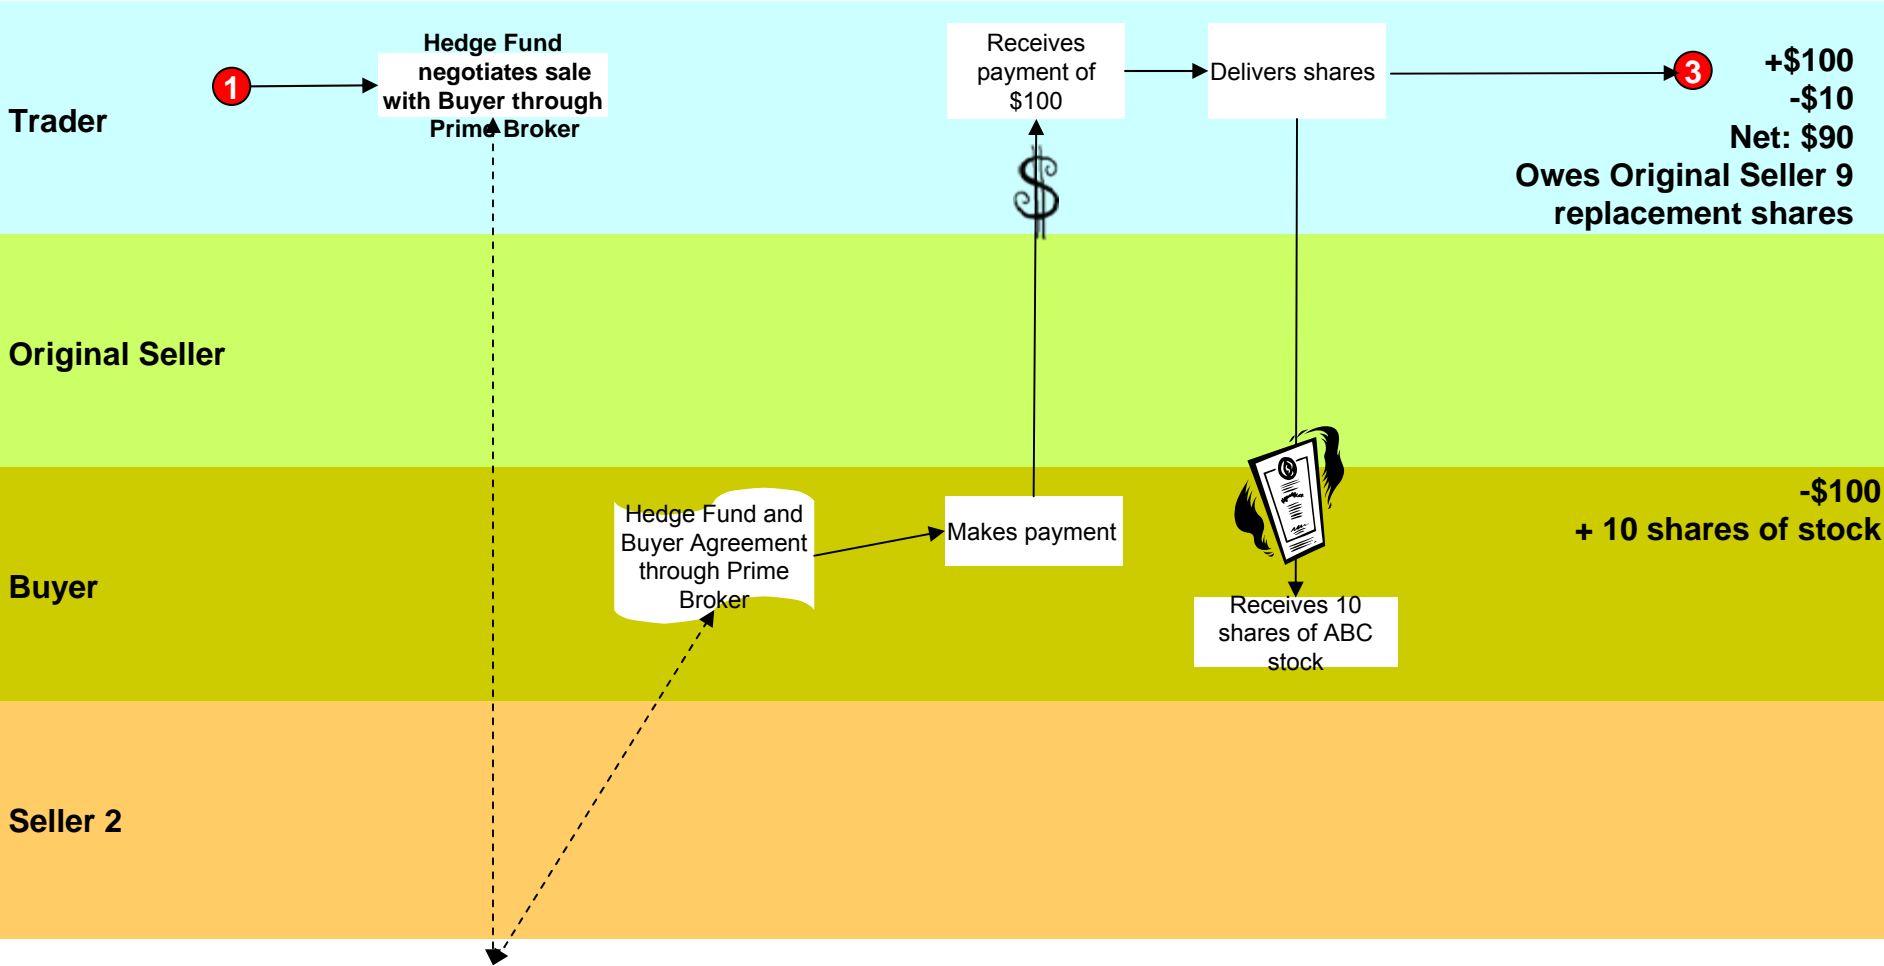 Trader
1
Hedge Fund
negotiates sale
with Buyer through
Prime Broker
Receives
payment of
$100
Delivers shares
3
+$100
-$10
Net: $90
Owes Original Seller 9
replacement shares
$
Original Seller
Buyer
Hedge Fund and
Buyer Agreement
through Prime
Broker
Makes payment
Receives 10
shares of ABC
stock
-$100
+ 10 shares of stock
Seller 2